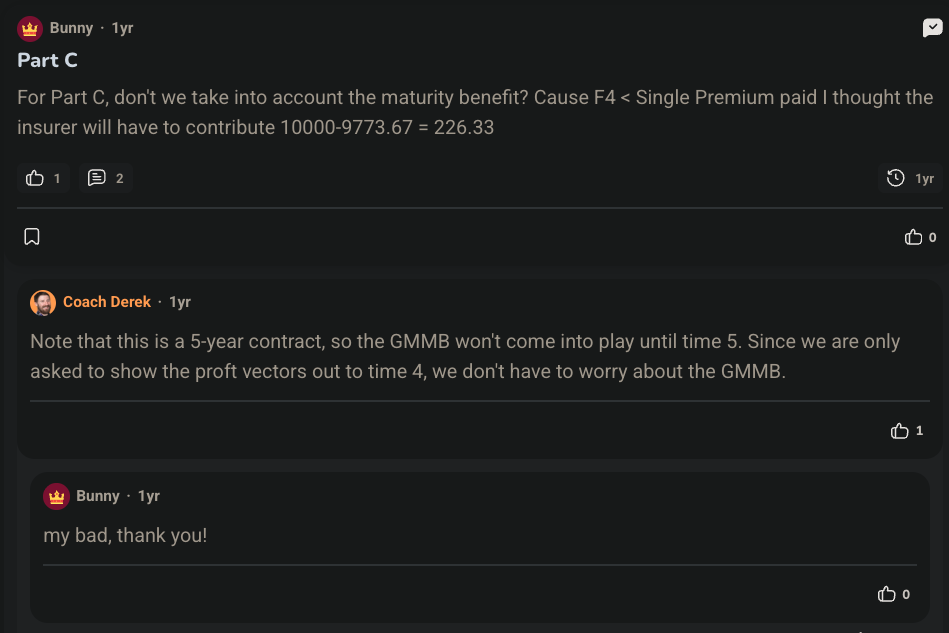 Bunny · 1yr
Part C
For Part C, don't we take into account the maturity benefit? Cause F4 < Single Premium paid I thought the
insurer will have to contribute 10000-9773.67 = 226.33
1 2 1yr
0
Coach Derek · 1yr
Note that this is a 5-year contract, so the GMMB won't come into play until time 5. Since we are only
asked to show the proft vectors out to time 4, we don't have to worry about the GMMB.
1
Bunny · 1yr
my bad, thank you!
0